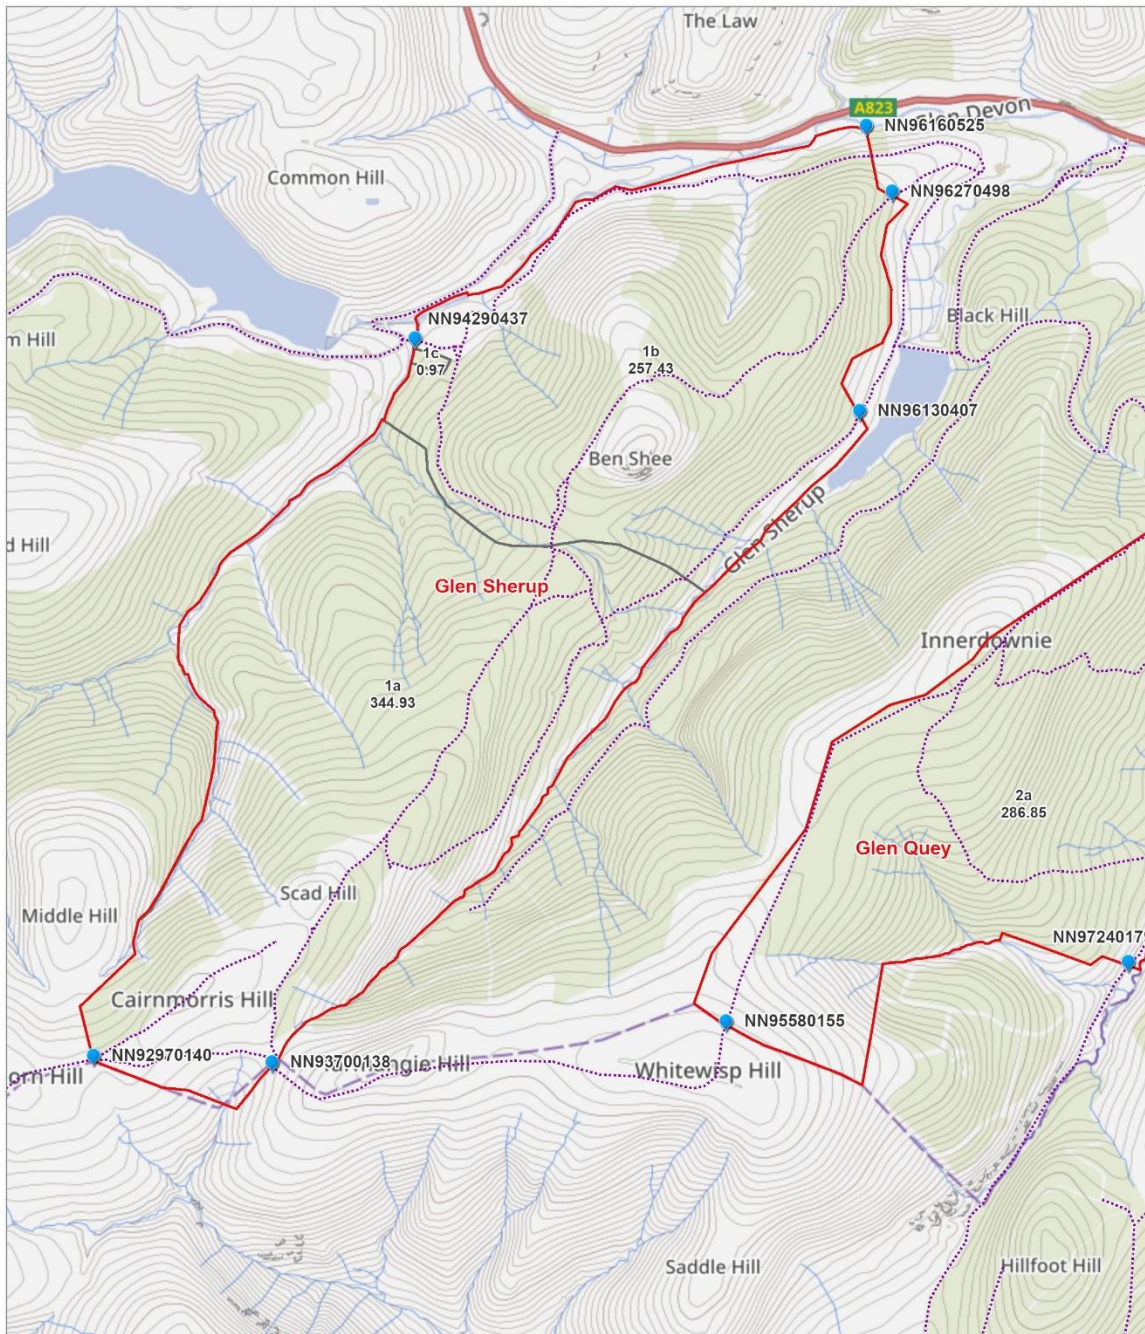 The Law
A823
Glen Devon
NN96160525
Common Hill
NN96270498
NN94290437
Black Hill
m Hill
1c
0.97
1b
257.43
NN96130407
Ben Shee
Glen Sherup
d Hill
Glen Sherup
Innerdownie
1a
344.93
2a
286.85
Glen Quey
Scad Hill
Middle Hill
NN9724017
Cairnmorris Hill
NN95580155
NN92970140
NN93700138
ngie Hill
orn Hill
Whitewisp Hill
Saddle Hill
Hillfoot Hill